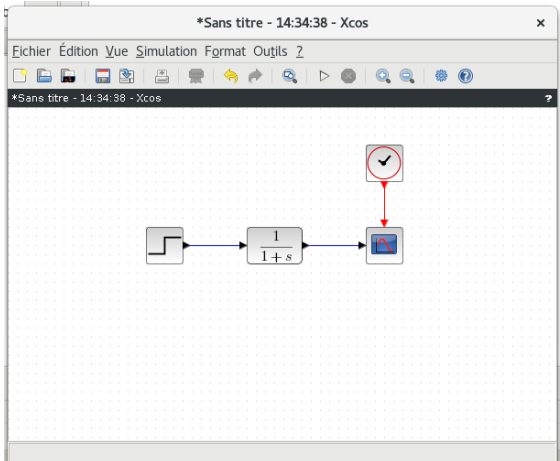 *Sans titre - 14:34:38 - Xcos ×
Fichier Édition Vue Simulation Format Outils ?
*Sans titre - 14:34:38 - Xcos ?
1
1 + s